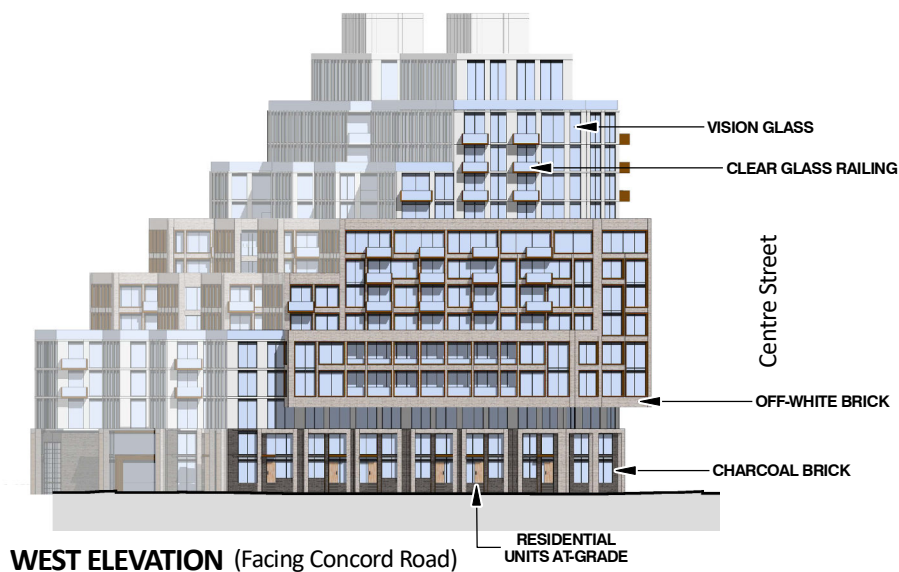 VISION GLASS
CLEAR GLASS RAILING
Centre Street
OFF-WHITE BRICK
CHARCOAL BRICK
RESIDENTIAL
UNITS AT-GRADE
WEST ELEVATION (Facing Concord Road)